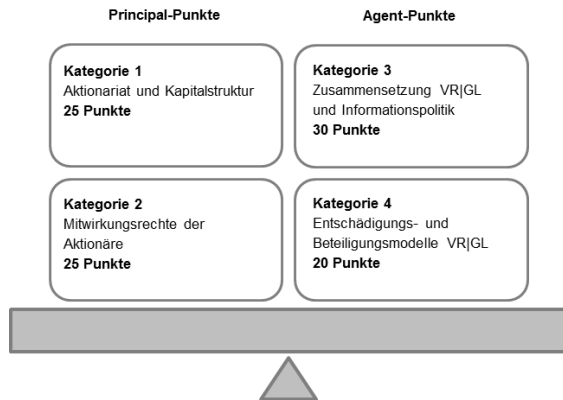 Principal-Punkte
Agent-Punkte
Kategorie 1
Aktionariat und Kapitalstruktur
25 Punkte
Kategorie 3
Zusammensetzung VR|GL
und Informationspolitik
30 Punkte
Kategorie 2
Mitwirkungsrechte der
Aktionäre
25 Punkte
Kategorie 4
Entschädigungs- und
Beteiligungsmodelle VR|GL
20 Punkte